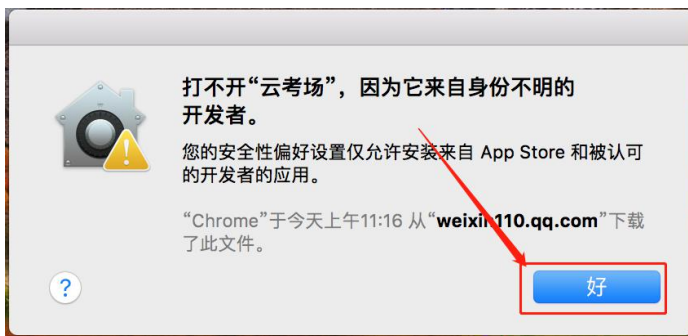 打不开“云考场”，因为它来自身份不明的
开发者。
您的安全性偏好设置仅允许安装来自 App Store 和被认可
的开发者的应用。
“Chrome”于今天上午11:16 从“weixin110.qq.com”下载
了此文件。
?
好